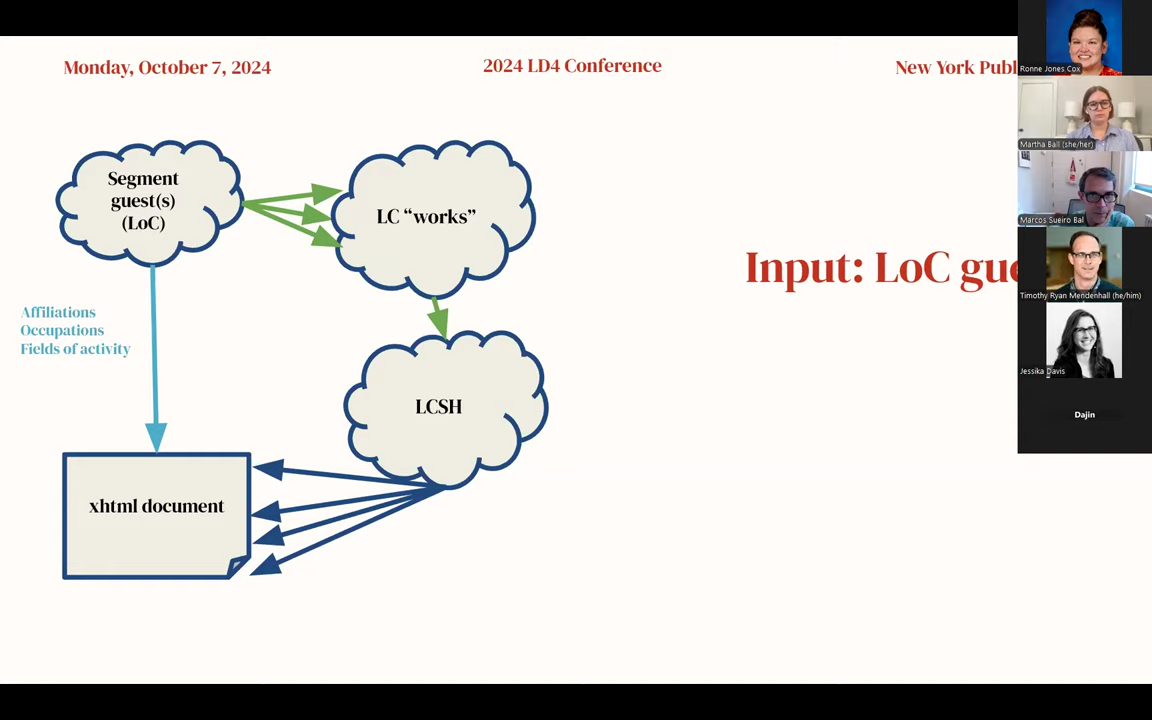 Monday, October 7, 2024
2024 LD4 Conference
New York Publ
Segment
guest(s)
(LoC)
LC “works”
Input: LoC gue
Affiliations
Occupations
Fields of activity
LCSH
xhtml document
Ronne Jones Cox
Martha Ball (she/her)
Marcos Sueiro Bal
Timothy Ryan Mendenhall (he/him)
Jessika Davis
Dajin